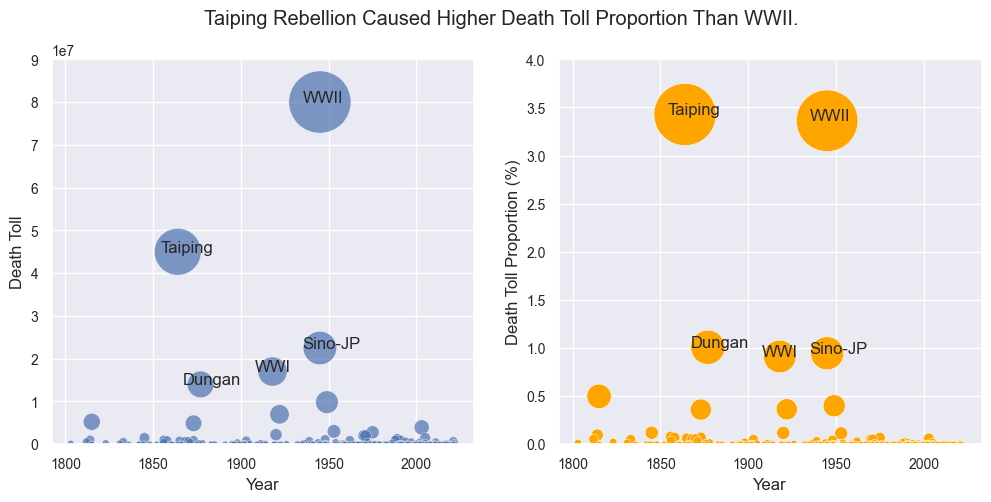 Taiping Rebellion Caused Higher Death Toll Proportion Than WWII.
1e7
9
8
7
6
5
4
3
2
1
0
Death Toll
WWII
Taiping
Sino-JP
WWI
Dungan
1800
1850
1900
1950
2000
Year
4.0
3.5
3.0
2.5
2.0
1.5
1.0
0.5
0.0
Death Toll Proportion (%)
Taiping
WWII
Dungan
WWI
Sino-JP
1800
1850
1900
1950
2000
Year